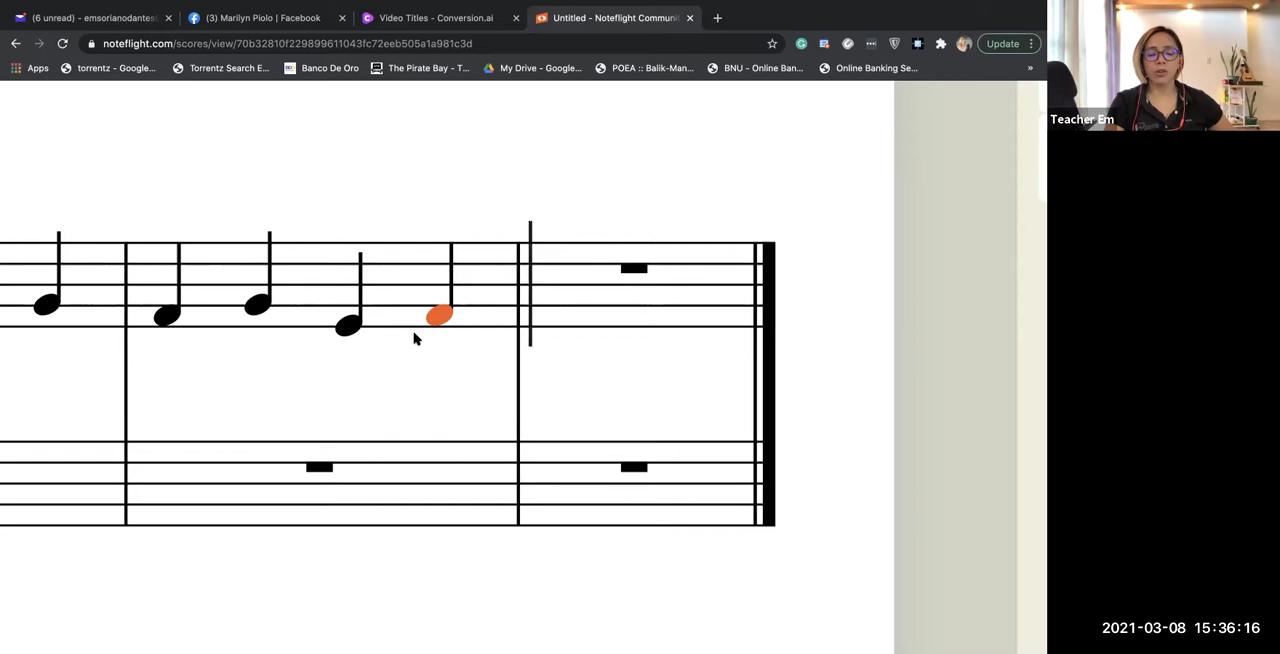 (6 unread) - emsorianodantes
(3) Marilyn Piolo | Facebook
Video Titles - Conversion.ai
Untitled - Noteflight Communi
noteflight.com/scores/view/70b32810f229899611043fc72eeb505a1a981c3d
Update
Apps
torrentz - Google...
Torrentz Search E...
Banco De Oro
The Pirate Bay - T...
My Drive - Google...
POEA :: Balik-Man...
BNU - Online Ban...
Online Banking Se...
»
Teacher Em
2021-03-08 15:36:16